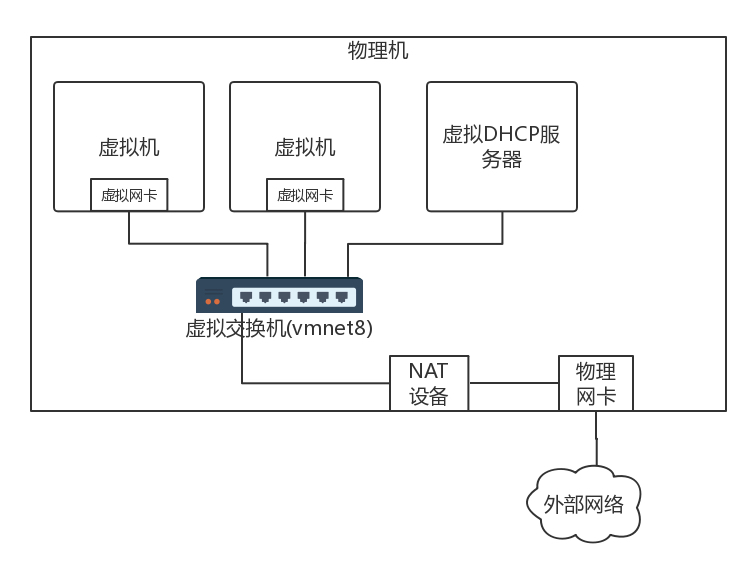 物理机
虚拟机
虚拟网卡
虚拟机
虚拟网卡
虚拟DHCP服
务器
虚拟交换机(vmnet8)
NAT
设备
物理
网卡
外部网络